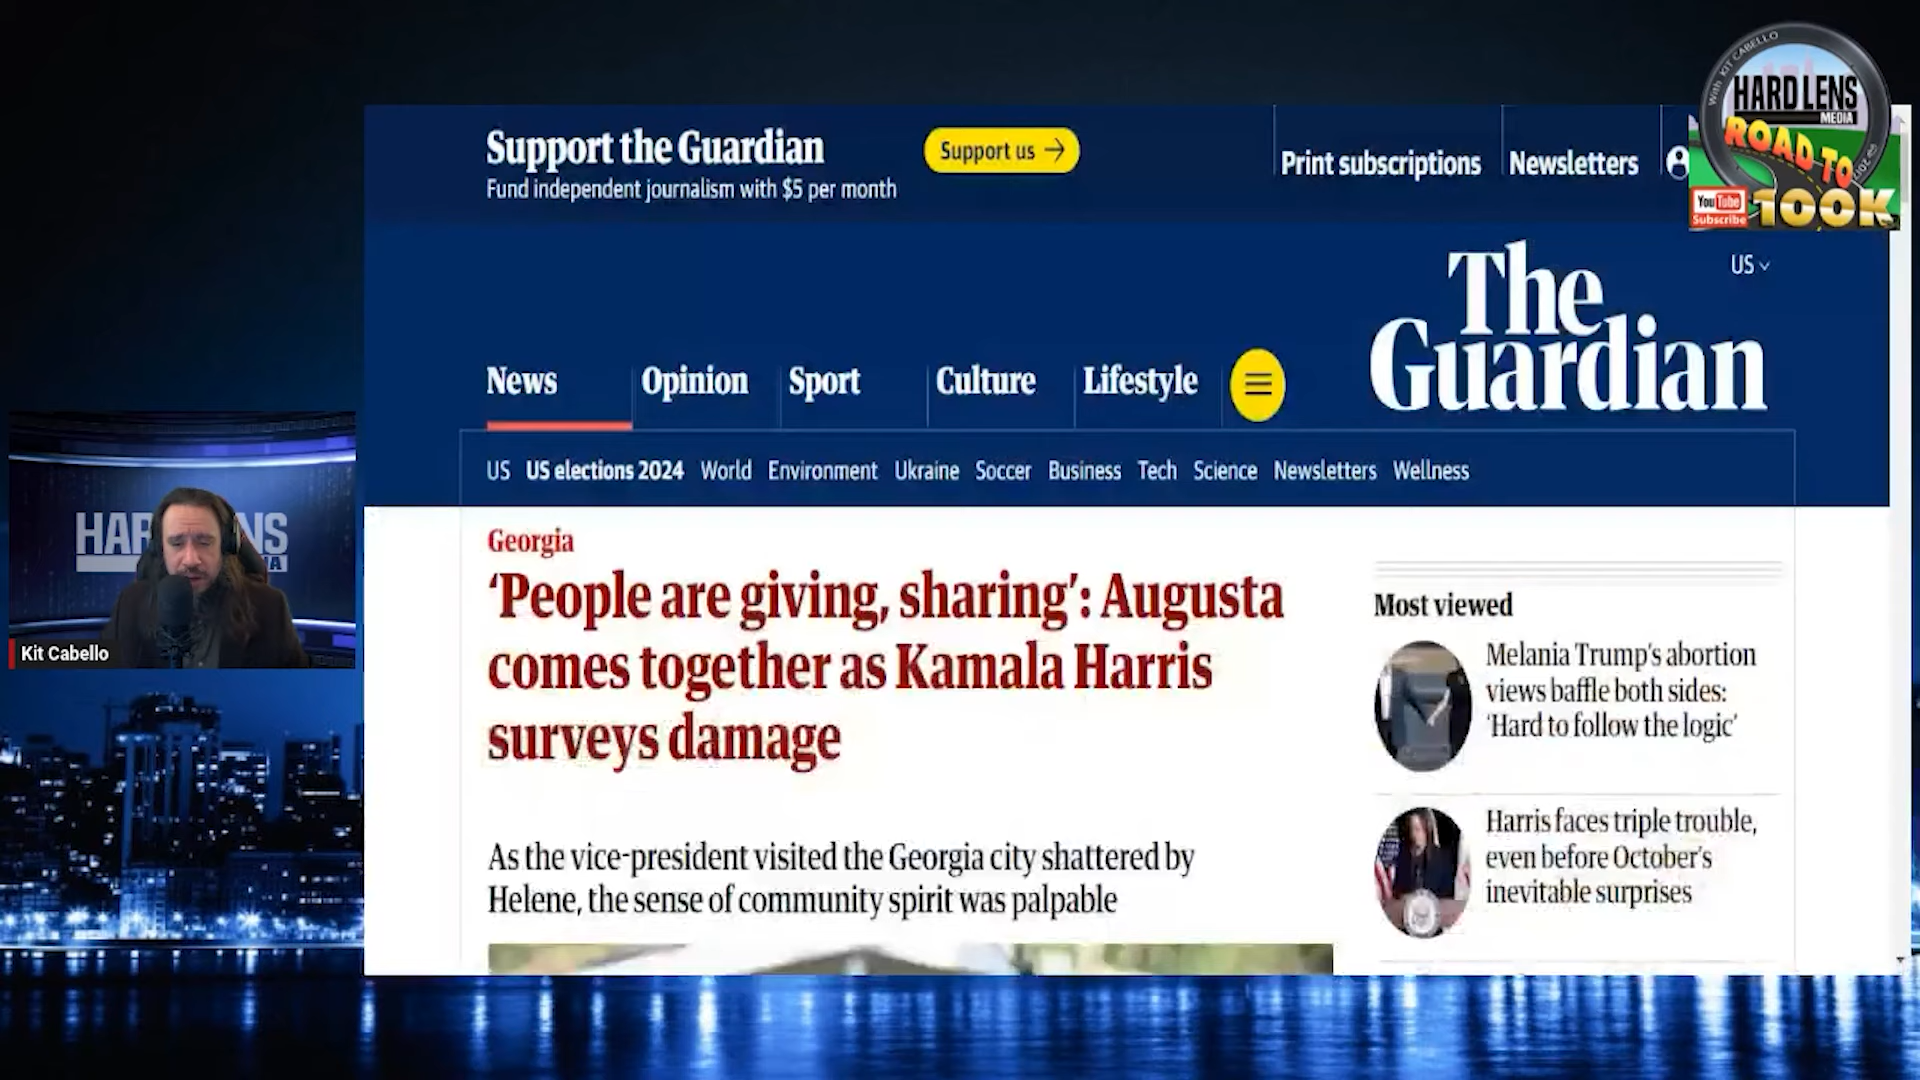 With KIT CABELLO
HARD LENS
MEDIA
ROAD TO
100K
YouTube
Subscribe
Support the Guardian
Fund independent journalism with $5 per month
Support us →
Print subscriptions
Newsletters
US
The
Guardian
News
Opinion
Sport
Culture
Lifestyle
US
US elections 2024
World
Environment
Ukraine
Soccer
Business
Tech
Science
Newsletters
Wellness
Georgia
‘People are giving, sharing’: Augusta
comes together as Kamala Harris
surveys damage
As the vice-president visited the Georgia city shattered by
Helene, the sense of community spirit was palpable
Most viewed
Melania Trump’s abortion
views baffle both sides:
‘Hard to follow the logic’
Harris faces triple trouble,
even before October’s
inevitable surprises
Kit Cabello